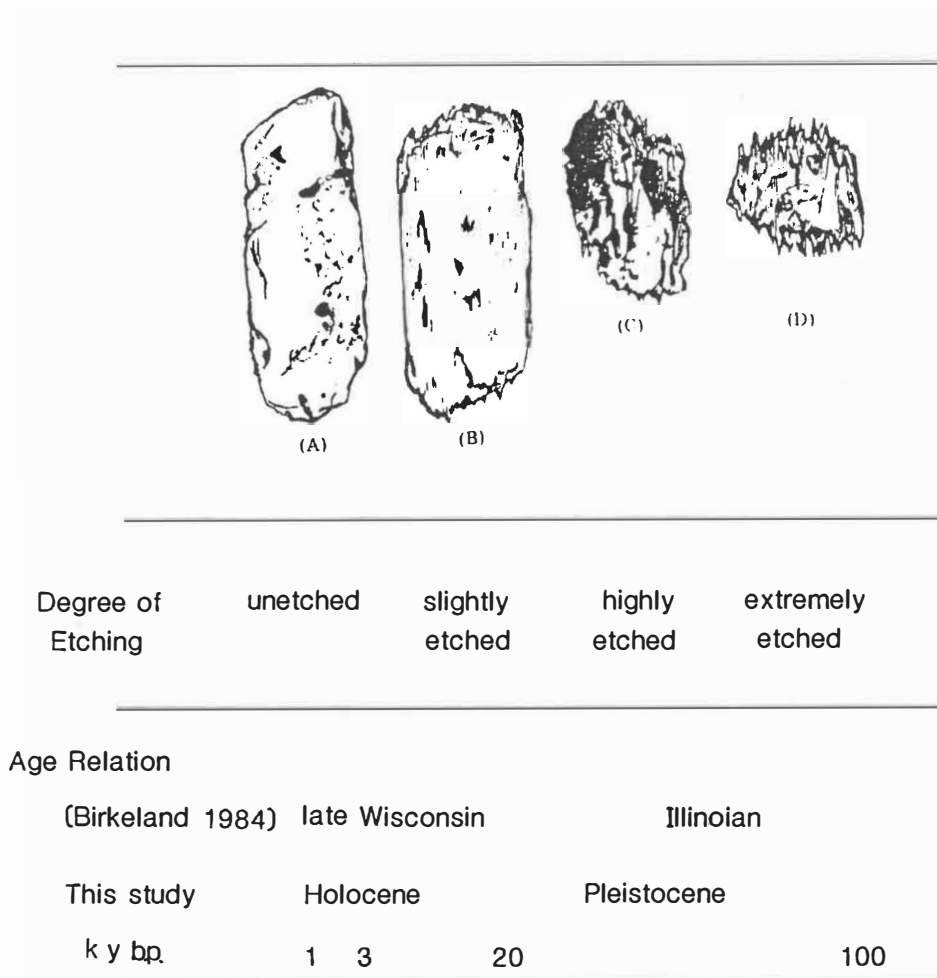 (A)
(B)
(C)
(D)
Degree of unetched slightly highly extremely
Etching etched etched etched
Age Relation
(Birkeland 1984) late Wisconsin Illinoian
This study Holocene Pleistocene
k y b.p. 1 3 20 100